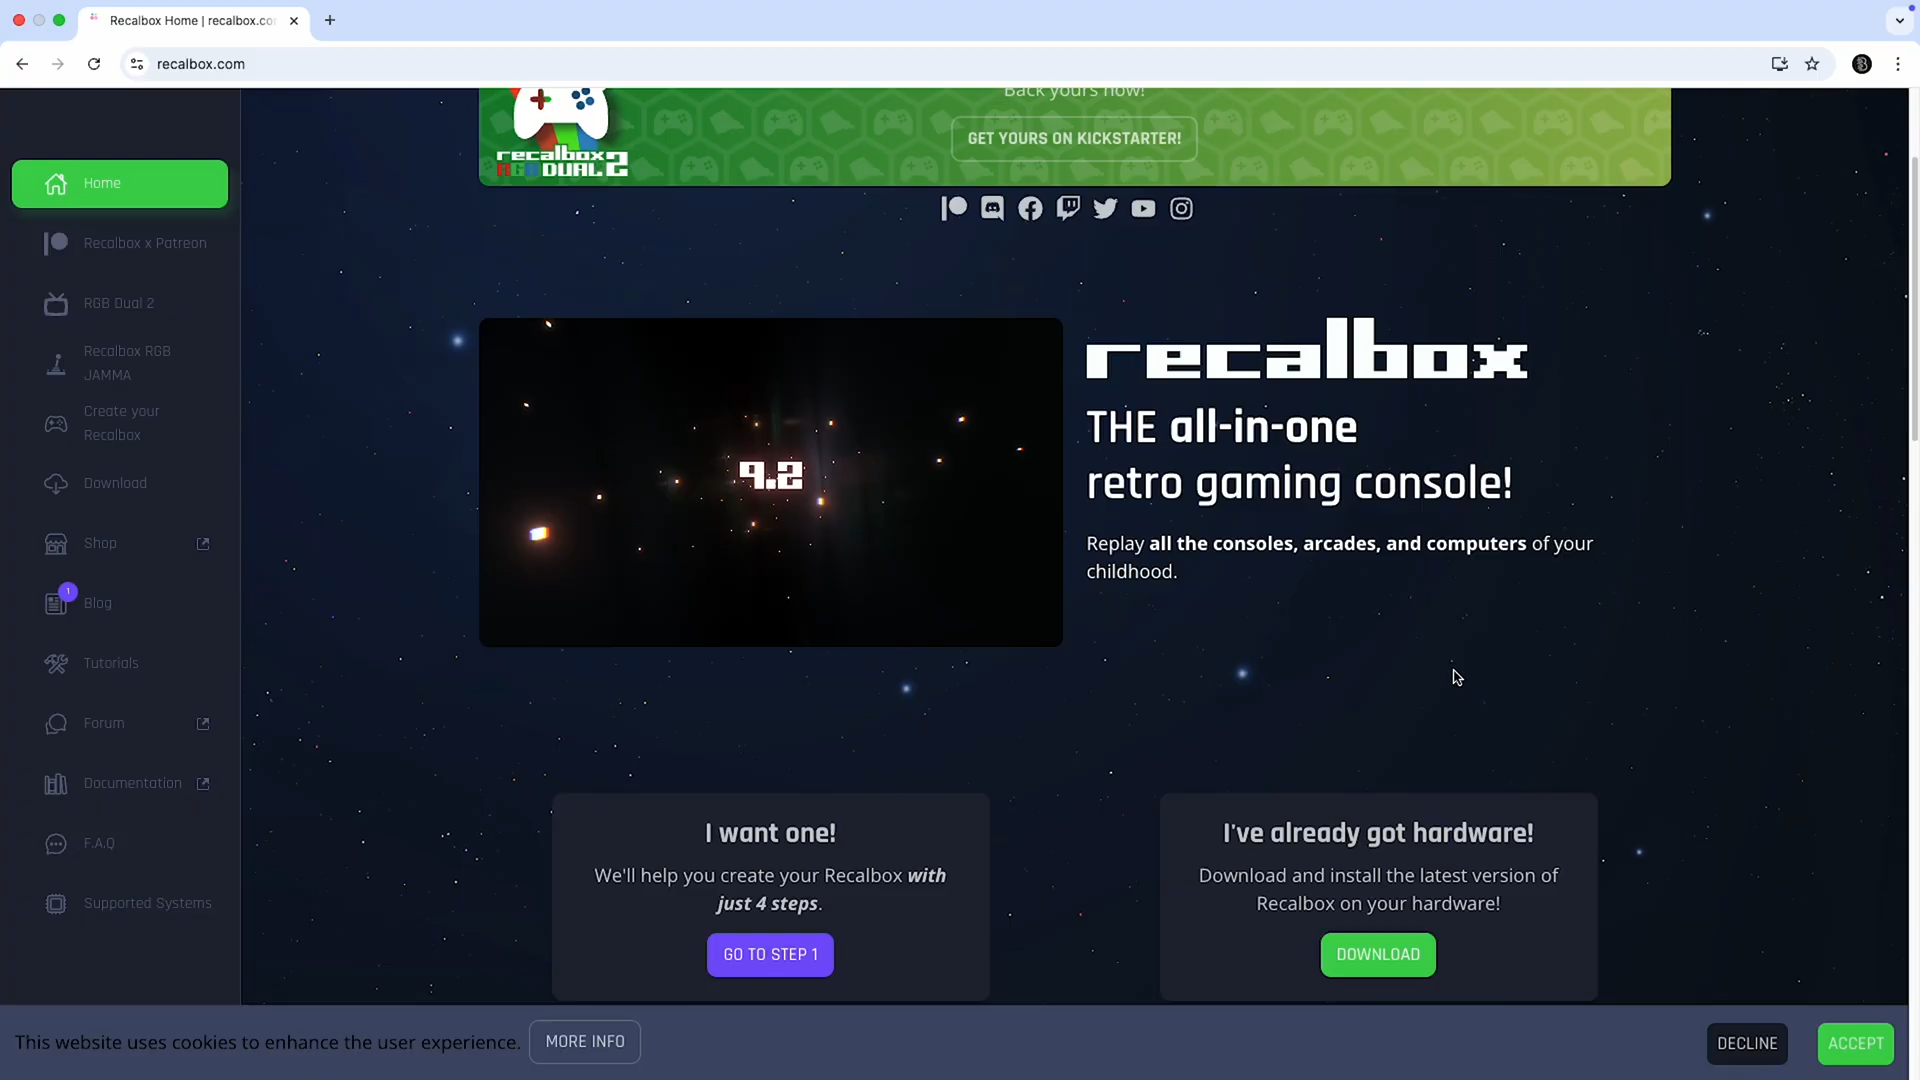 Recalbox Home | recalbox.co
recalbox.com
Back yours now!
GET YOURS ON KICKSTARTER!
recalbox
RGB DUAL 2
Home
Recalbox x Patreon
RGB Dual 2
Recalbox RGB
JAMMA
Create your
Recalbox
Download
Shop
1
Blog
Tutorials
Forum
Documentation
F.A.Q
Supported Systems
9.2
recalbox
THE all-in-one
retro gaming console!
Replay all the consoles, arcades, and computers of your
childhood.
I want one!
We'll help you create your Recalbox with
just 4 steps.
GO TO STEP 1
I've already got hardware!
Download and install the latest version of
Recalbox on your hardware!
DOWNLOAD
This website uses cookies to enhance the user experience.
MORE INFO
DECLINE
ACCEPT